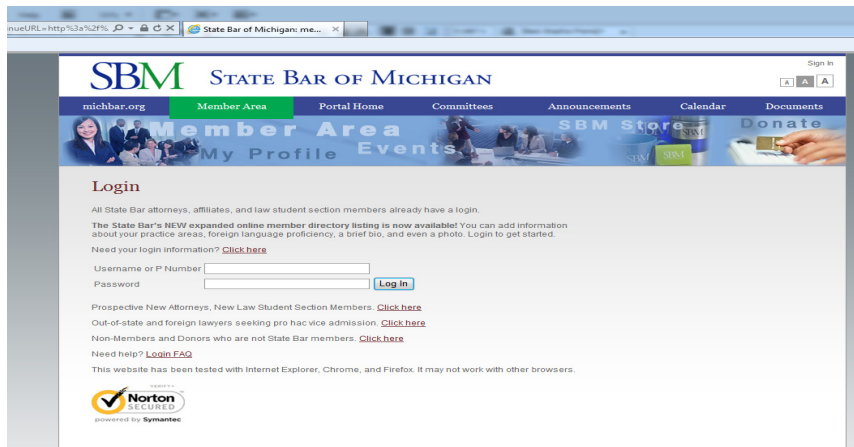 nueURL=http%3a%2f%
State Bar of Michigan: me...
Sign In
SBM STATE BAR OF MICHIGAN
A A A
michbar.org Member Area Portal Home Committees Announcements Calendar Documents
Member Area SBM Store Donate
My Profile Events
SBM
SBM SBM
Login
All State Bar attorneys, affiliates, and law student section members already have a login.
The State Bar's NEW expanded online member directory listing is now available! You can add information
about your practice areas, foreign language proficiency, a brief bio, and even a photo. Login to get started.
Need your login information? Click here
Username or P Number
Password Log In
Prospective New Attorneys, New Law Student Section Members. Click here
Out-of-state and foreign lawyers seeking pro hac vice admission. Click here
Non-Members and Donors who are not State Bar members. Click here
Need help? Login FAQ
This website has been tested with Internet Explorer, Chrome, and Firefox. It may not work with other browsers.
Norton
SECURED
powered by Symantec